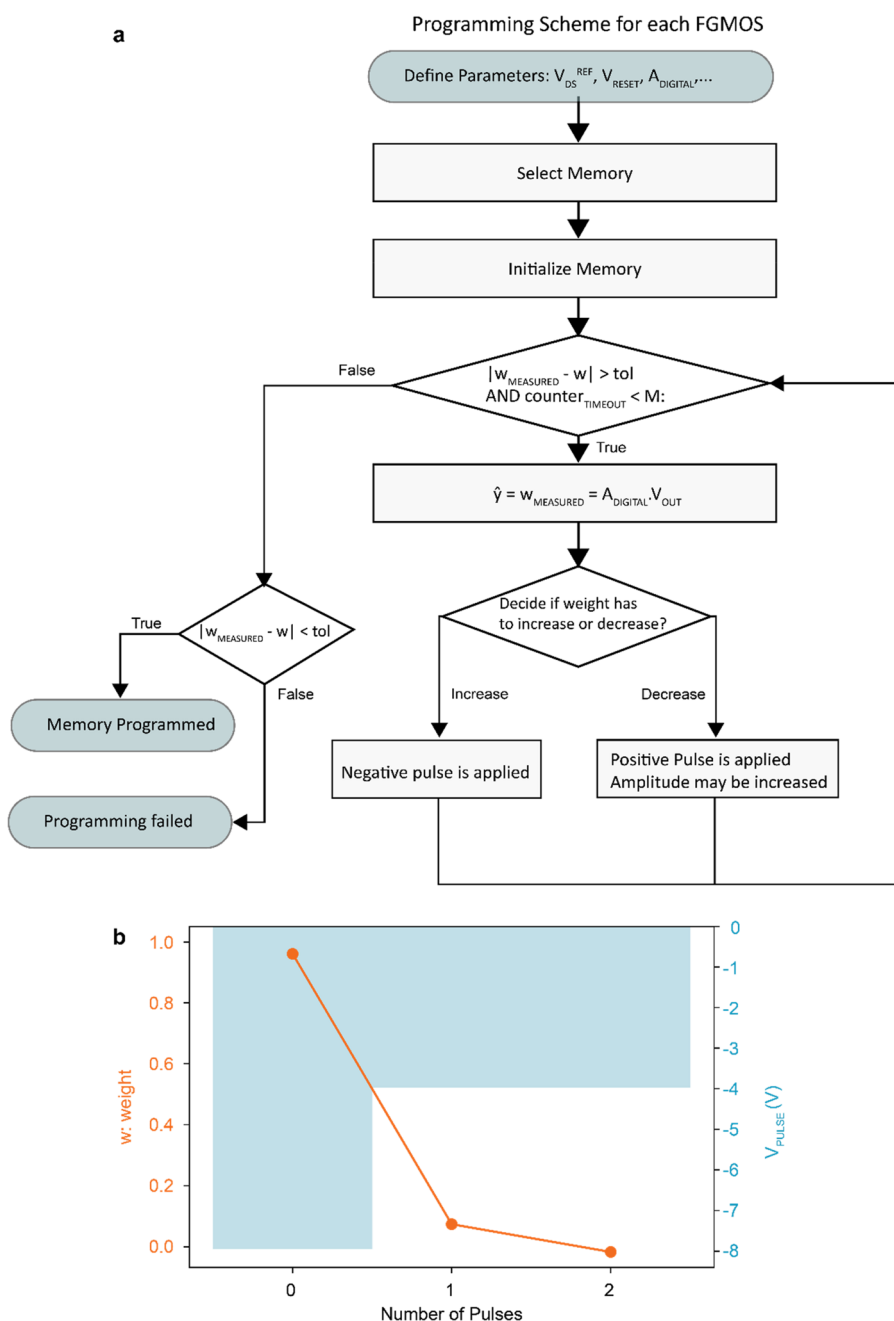 a
Programming Scheme for each FGMOS
Define Parameters: V_DS^REF, V_RESET, A_DIGITAL,...
Select Memory
Initialize Memory
|w_MEASURED - w| > tol
AND counter_TIMEOUT < M:
False
True
ŷ = w_MEASURED = A_DIGITAL.V_OUT
Decide if weight has
to increase or decrease?
|w_MEASURED - w| < tol
True
False
Increase
Decrease
Memory Programmed
Negative pulse is applied
Positive Pulse is applied
Amplitude may be increased
Programming failed
b
1.0
0.8
0.6
0.4
0.2
0.0
w: weight
0
-1
-2
-3
-4
-5
-6
-7
-8
V_PULSE (V)
0 1 2
Number of Pulses